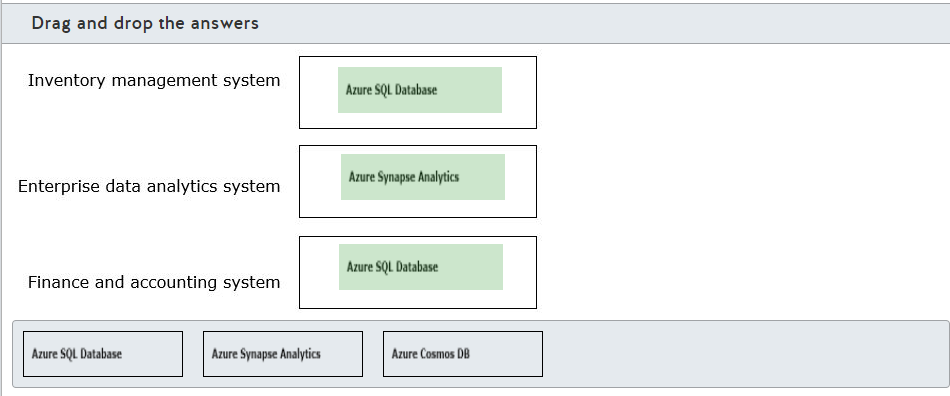 Drag and drop the answers
Inventory management system
Azure SQL Database
Enterprise data analytics system
Azure Synapse Analytics
Finance and accounting system
Azure SQL Database
Azure SQL Database
Azure Synapse Analytics
Azure Cosmos DB